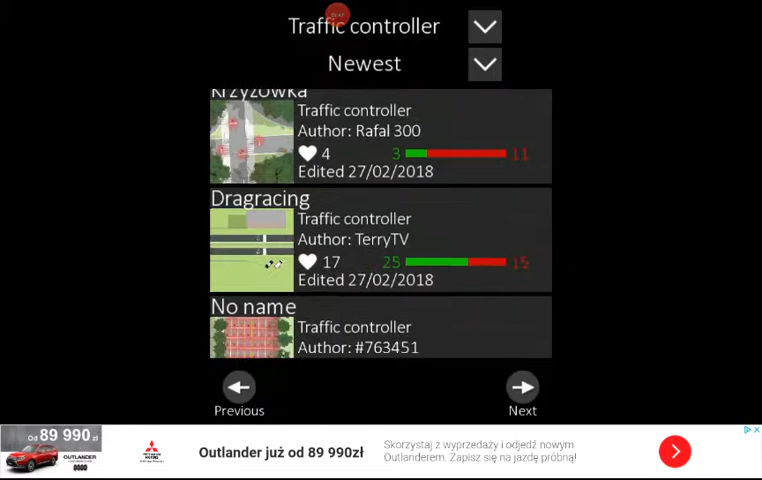 Traffic controller
Newest
Krzyżówka
Traffic controller
Author: Rafal 300
4
3
11
Edited 27/02/2018
Dragracing
Traffic controller
Author: TerryTV
17
25
15
Edited 27/02/2018
No name
Traffic controller
Author: #763451
Previous
Next
Od 89 990 zł
OUTLANDER
Outlander już od 89 990zł
Skorzystaj z wyprzedaży i odjedź nowym
Outlanderem. Zapisz się na jazdę próbną!